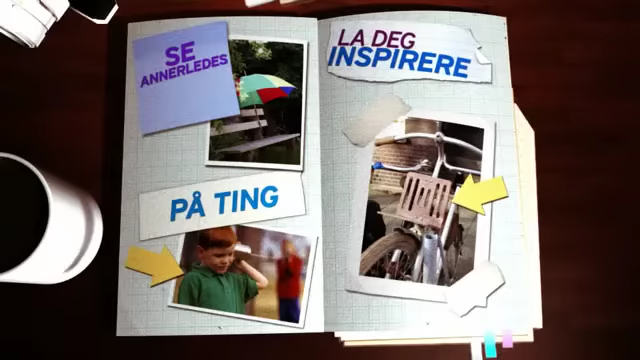 SE
ANNERLEDES
PÅ TING
LA DEG
INSPIRERE